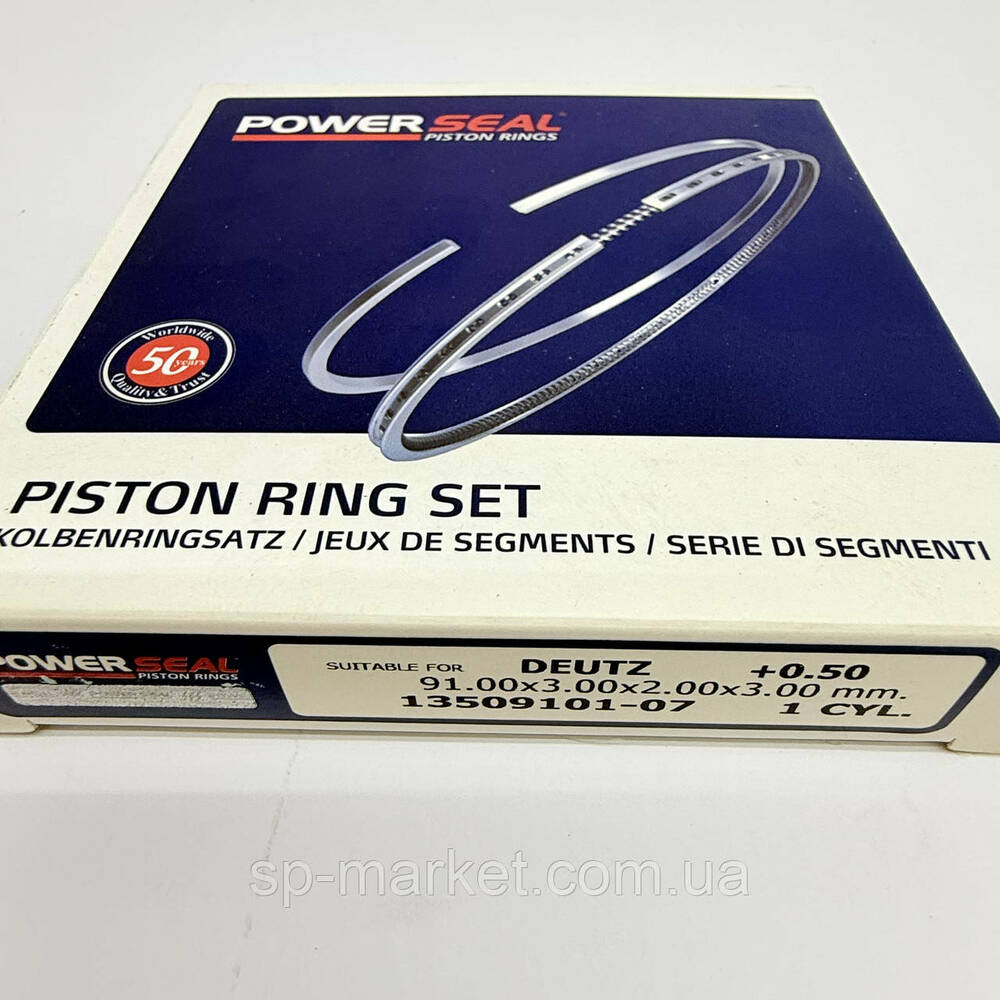 POWER SEAL
PISTON RINGS
Worldwide
50 years
Quality & Trust
PISTON RING SET
KOLBENRINGSATZ / JEUX DE SEGMENTS / SERIE DI SEGMENTI
POWER SEAL
PISTON RINGS
SUITABLE FOR DEUTZ +0.50
91.00x3.00x2.00x3.00 mm.
13509101-07 1 CYL.
sp-market.com.ua